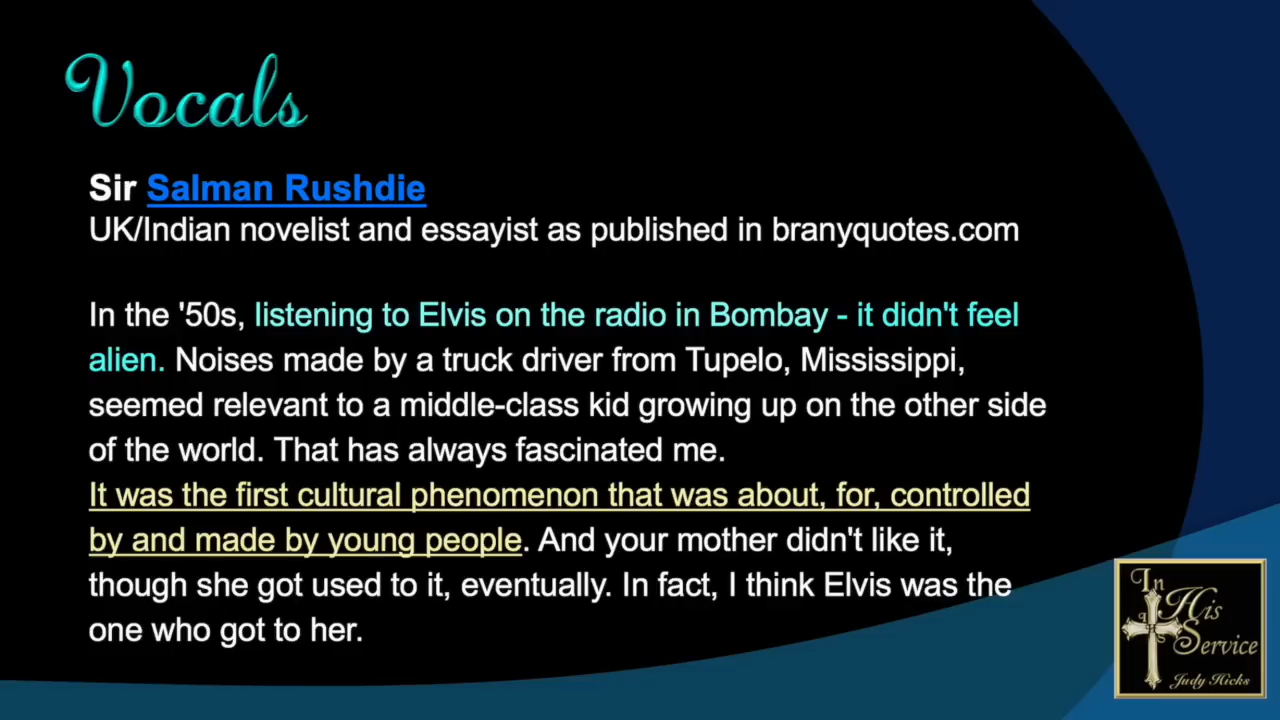 Vocals
Sir Salman Rushdie
UK/Indian novelist and essayist as published in branyquotes.com
In the '50s, listening to Elvis on the radio in Bombay - it didn't feel
alien. Noises made by a truck driver from Tupelo, Mississippi,
seemed relevant to a middle-class kid growing up on the other side
of the world. That has always fascinated me.
It was the first cultural phenomenon that was about, for, controlled
by and made by young people. And your mother didn't like it,
though she got used to it, eventually. In fact, I think Elvis was the
one who got to her.
In
His
Service
Judy Hicks